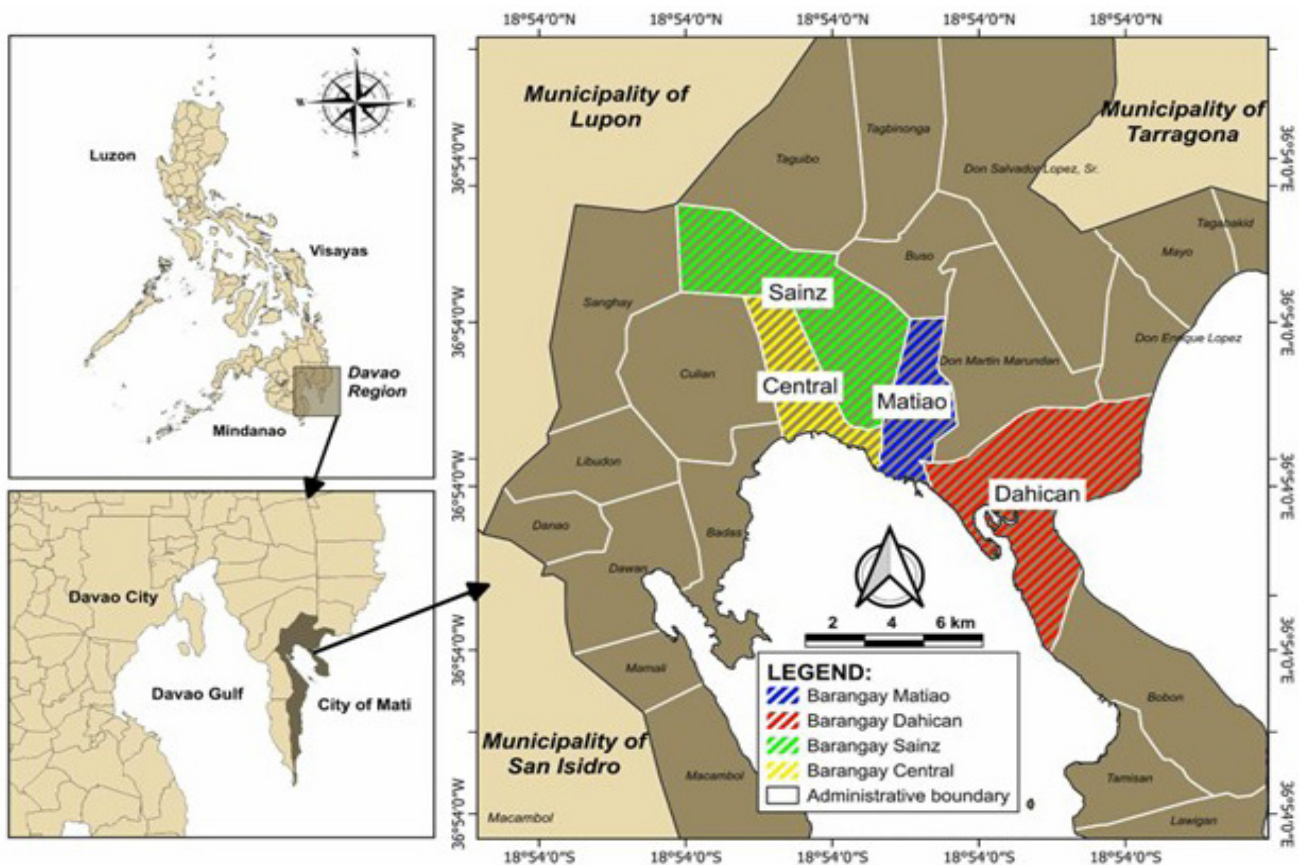 N
W
E
S
Luzon
Visayas
Davao
Region
Mindanao
Davao City
Davao Gulf
City of Mati
18°54'0"S
18°54'0"S
18°54'0"S
18°54'0"S
18°54'0"S
36°54'0"W
36°54'0"W
36°54'0"W
36°54'0"W
36°54'0"W
Municipality of
Lupon
Municipality of
Tarragona
Tagbinonga
Taguibo
Don Salvador Lopez, Sr.
Tagahakid
Mayo
Buso
Sanghay
Sainz
Don Enrique Lopez
Don Martin Marundan
Culian
Central
Matiao
Libudon
Dahican
Danao
Badas
Dawan
Mamali
2
4
6 km
Bobon
Tamisan
Lawigan
Municipality of
San Isidro
Macambol
Macambol
LEGEND:
Barangay Matiao
Barangay Dahican
Barangay Sainz
Barangay Central
Administrative boundary
36°54'0"E
36°54'0"E
36°54'0"E
36°54'0"E
36°54'0"E
18°54'0"S
18°54'0"S
18°54'0"S
18°54'0"S
18°54'0"S